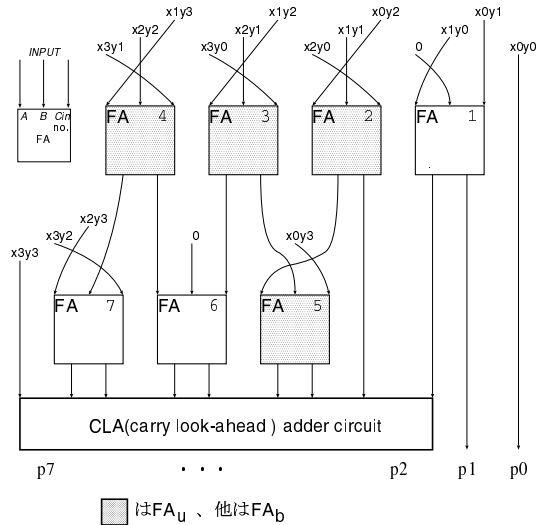 x1y3 x1y2 x0y2 x0y1
x2y2 x2y1 x1y1 x1y0
INPUT x3y1 x3y0 x2y0 0 x0y0
A B Cin
no.
FA
FA 4 FA 3 FA 2 FA 1
x2y3
x3y2 0 x0y3
x3y3
FA 7 FA 6 FA 5
CLA(carry look-ahead ) adder circuit
p7 ・・・ p2 p1 p0
はFAu 、他はFAb